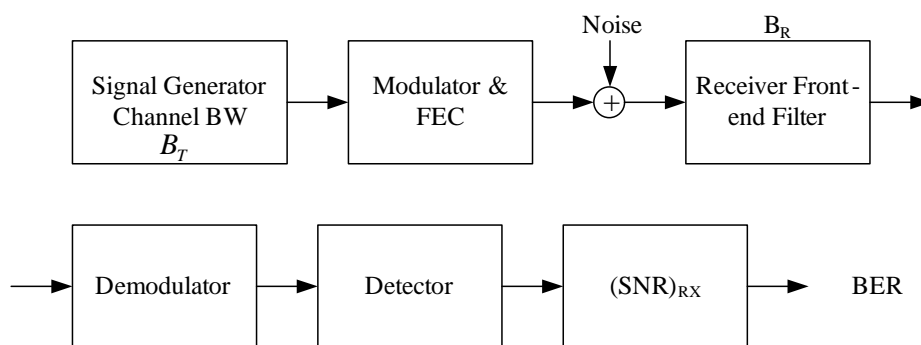 Noise
B_R
Signal Generator
Channel BW
B_T
Modulator &
FEC
+
Receiver Front-
end Filter
Demodulator
Detector
(SNR)_RX
BER